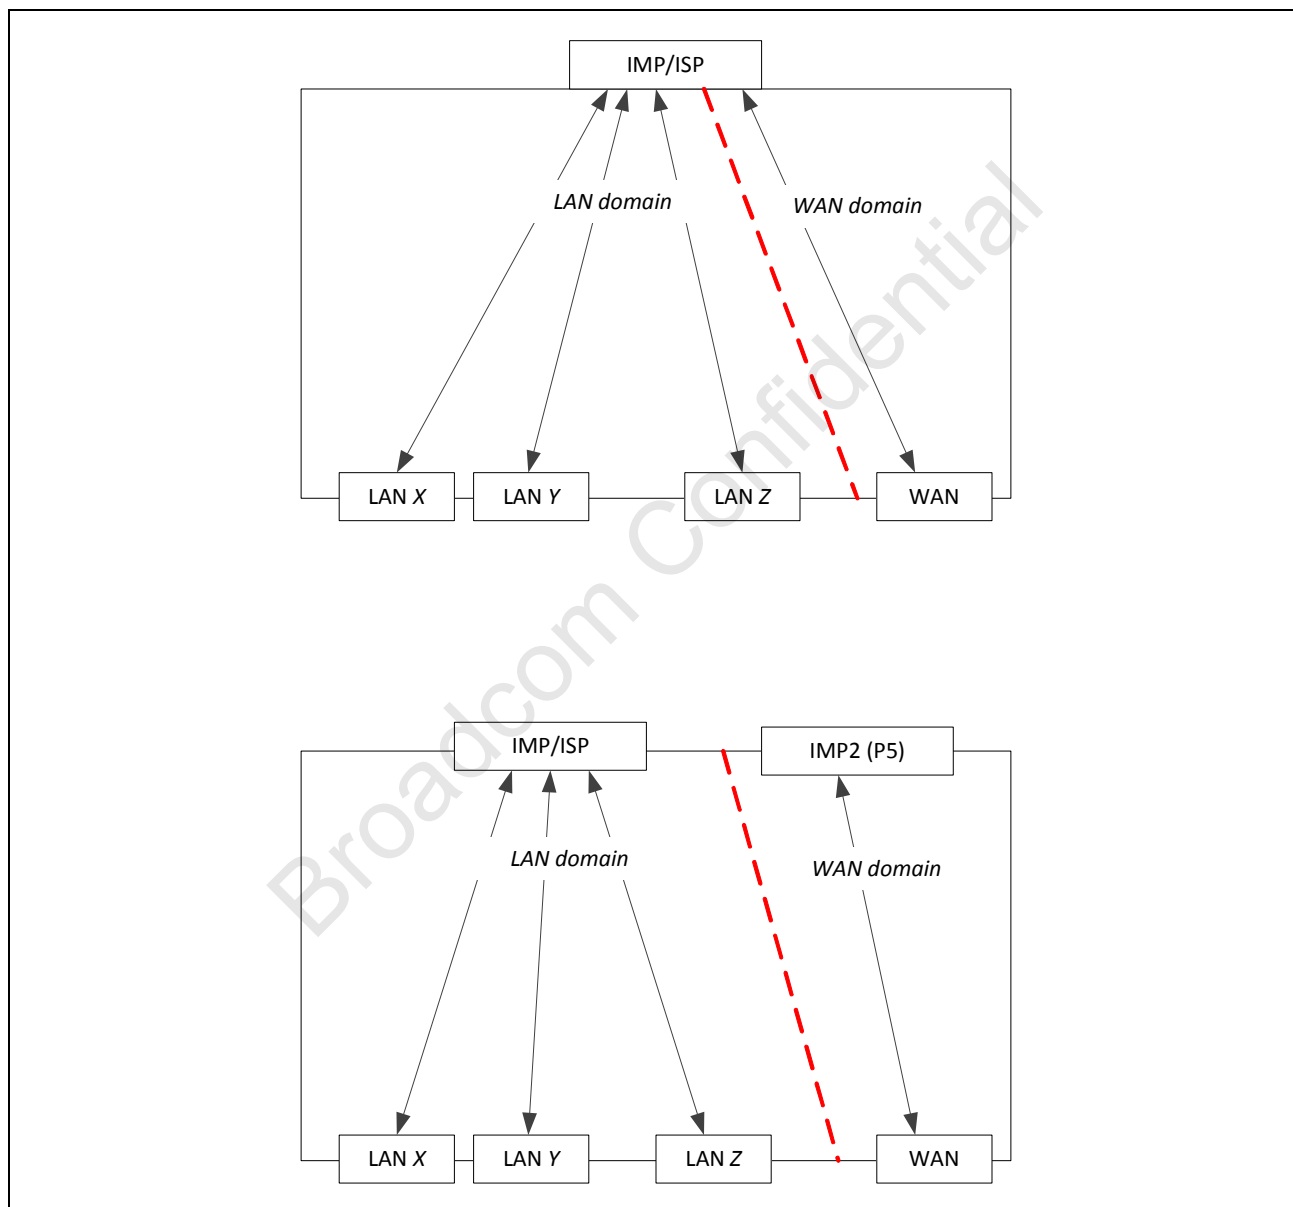 IMP/ISP
LAN domain
WAN domain
LAN X
LAN Y
LAN Z
WAN
Broadcom Confidential
IMP/ISP
IMP2 (P5)
LAN domain
WAN domain
LAN X
LAN Y
LAN Z
WAN